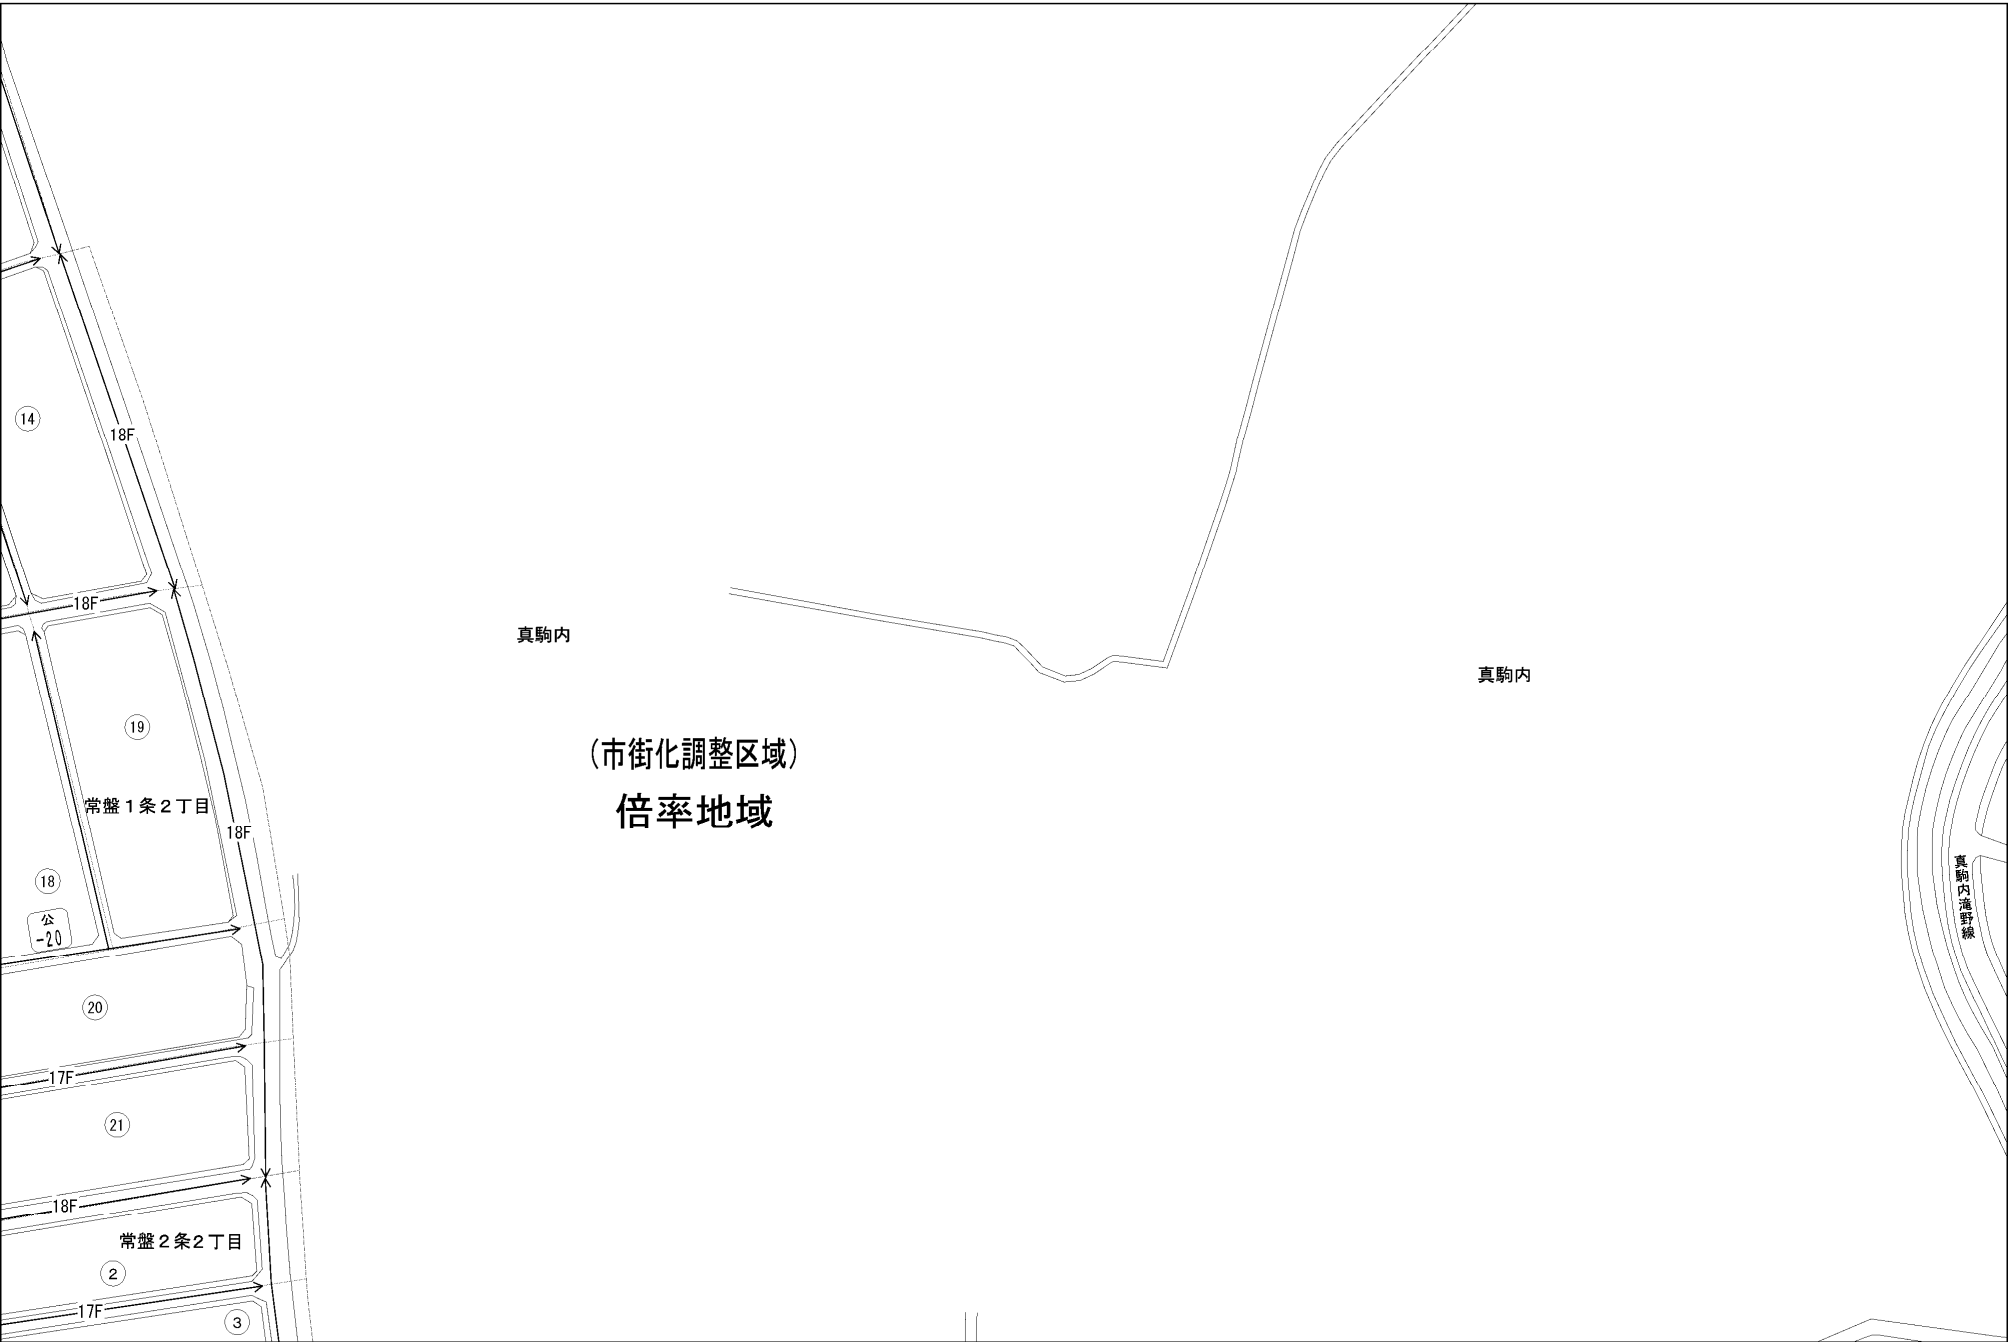 14
18F
18F
真駒内
真駒内
19
(市街化調整区域)
倍率地域
常盤1条2丁目
18F
18
公
-20
真駒内滝野線
20
17F
21
18F
常盤2条2丁目
2
17F
3